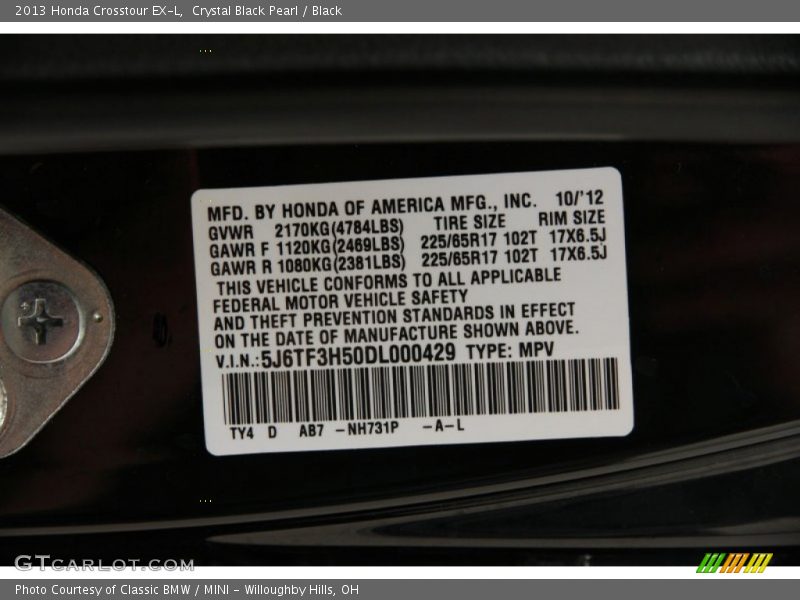 2013 Honda Crosstour EX-L, Crystal Black Pearl / Black
MFD. BY HONDA OF AMERICA MFG., INC. 10/'12
GVWR 2170KG(4784LBS) TIRE SIZE RIM SIZE
GAWR F 1120KG(2469LBS) 225/65R17 102T 17X6.5J
GAWR R 1080KG(2381LBS) 225/65R17 102T 17X6.5J
THIS VEHICLE CONFORMS TO ALL APPLICABLE
FEDERAL MOTOR VEHICLE SAFETY
AND THEFT PREVENTION STANDARDS IN EFFECT
ON THE DATE OF MANUFACTURE SHOWN ABOVE.
V.I.N.:5J6TF3H50DL000429 TYPE: MPV
TY4 D AB7 -NH731P -A-L
GTCARLOT.COM
Photo Courtesy of Classic BMW / MINI - Willoughby Hills, OH